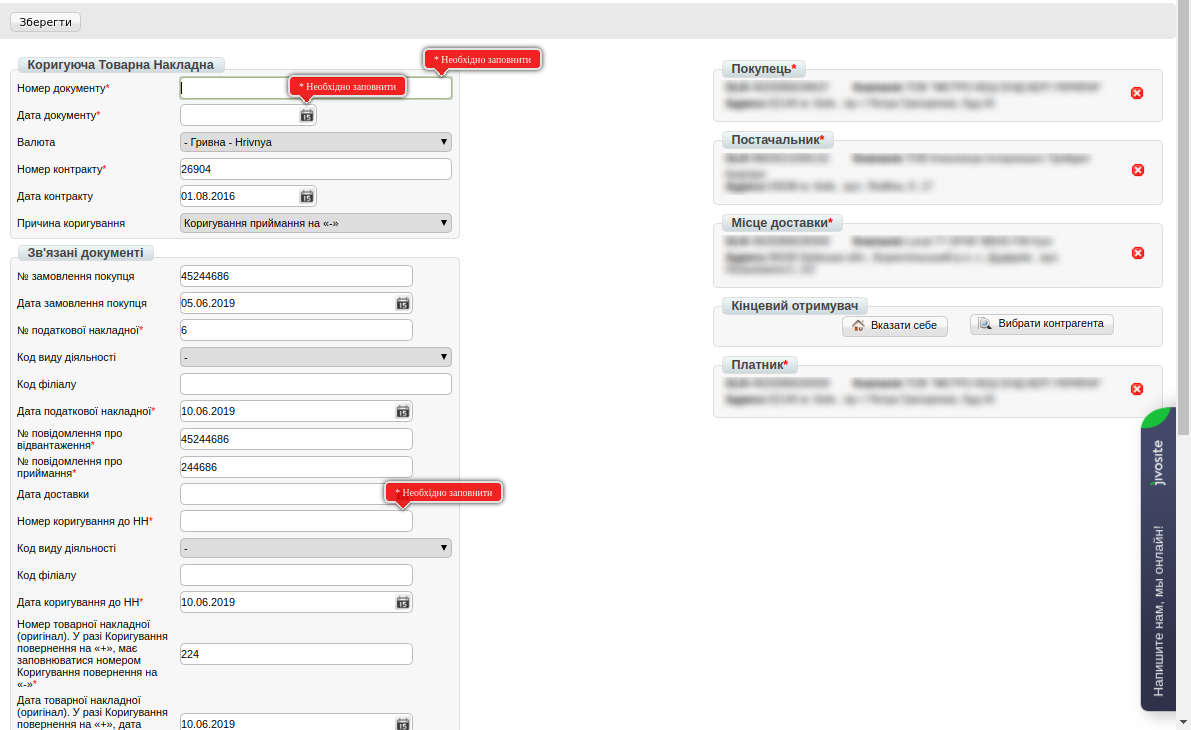 Зберегти
Коригуюча Товарна Накладна
* Необхідно заповнити
Номер документу*
* Необхідно заповнити
Дата документу*
Валюта
- Гривна - Hrivnya
Номер контракту*
26904
Дата контракту
01.08.2016
Причина коригування
Коригування приймання на «-»
Зв'язані документі
№ замовлення покупця
45244686
Дата замовлення покупця
05.06.2019
№ податкової накладної*
6
Код виду діяльності
-
Код філіалу
Дата податкової накладної*
10.06.2019
№ повідомлення про
відвантаження*
45244686
№ повідомлення про
приймання*
244686
Дата доставки
* Необхідно заповнити
Номер коригування до НН*
Код виду діяльності
-
Код філіалу
Дата коригування до НН*
10.06.2019
Номер товарної накладної
(оригінал). У разі Коригування
повернення на «+», має
заповнюватися номером
Коригування повернення на
«-»*
224
Дата товарної накладної
(оригінал). У разі Коригування
повернення на «+», дата
10.06.2019
Покупець*
Постачальник*
Місце доставки*
Кінцевий отримувач
Вказати себе
Вибрати контрагента
Платник*
jivosite
Напишите нам, мы онлайн!